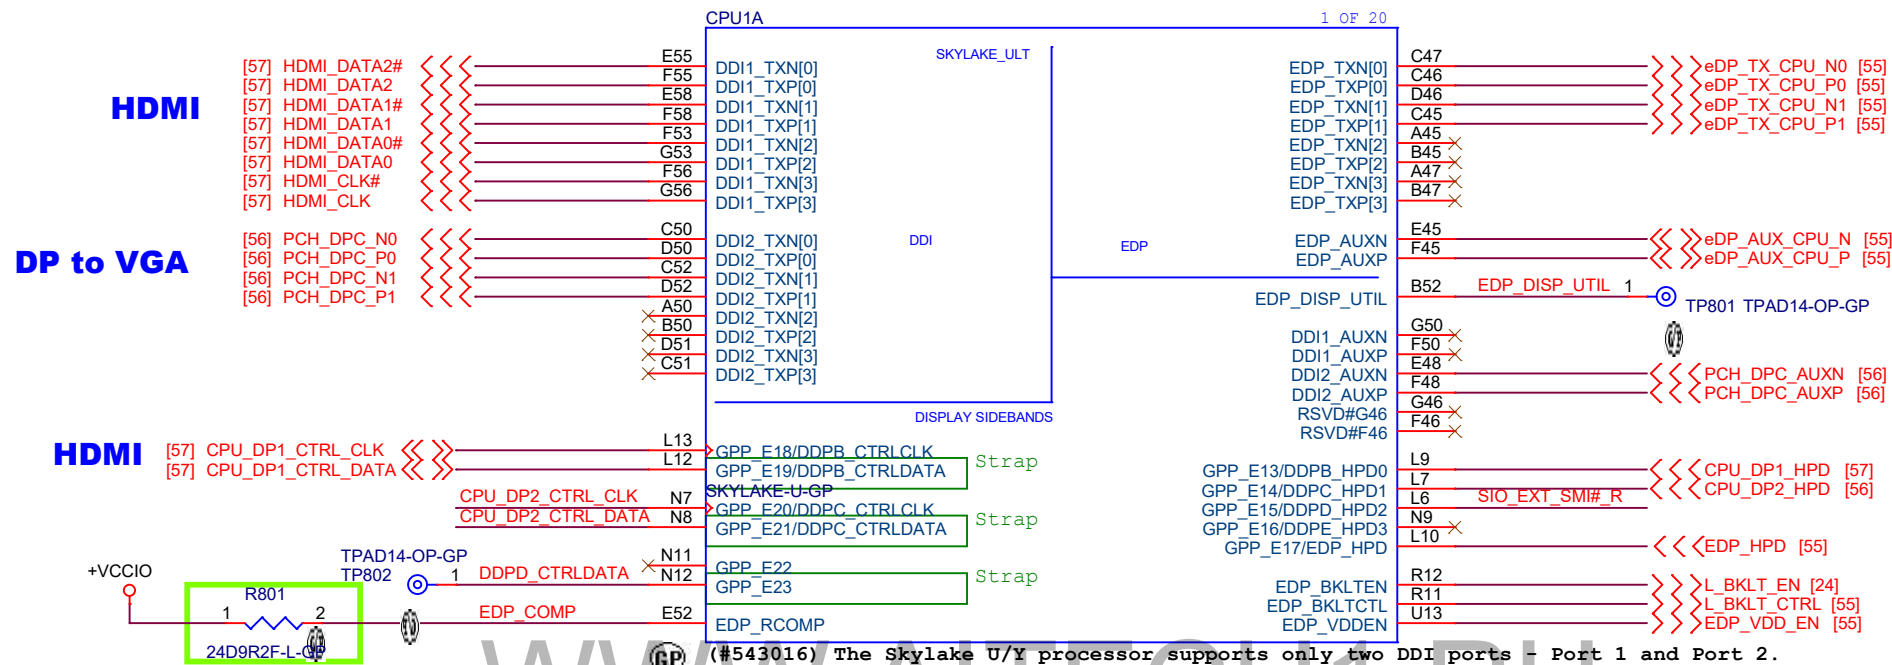 CPU1A
1 OF 20
SKYLAKE_ULT
HDMI
[57] HDMI_DATA2# E55 DDI1_TXN[0]
[57] HDMI_DATA2 F55 DDI1_TXP[0]
[57] HDMI_DATA1# E58 DDI1_TXN[1]
[57] HDMI_DATA1 F58 DDI1_TXP[1]
[57] HDMI_DATA0# F53 DDI1_TXN[2]
[57] HDMI_DATA0 G53 DDI1_TXP[2]
[57] HDMI_CLK# F56 DDI1_TXN[3]
[57] HDMI_CLK G56 DDI1_TXP[3]
DP to VGA
[56] PCH_DPC_N0 C50 DDI2_TXN[0]
[56] PCH_DPC_P0 D50 DDI2_TXP[0]
[56] PCH_DPC_N1 C52 DDI2_TXN[1]
[56] PCH_DPC_P1 D52 DDI2_TXP[1]
A50 DDI2_TXN[2]
B50 DDI2_TXP[2]
D51 DDI2_TXN[3]
C51 DDI2_TXP[3]
DDI
EDP
DISPLAY SIDEBANDS
HDMI
[57] CPU_DP1_CTRL_CLK L13 GPP_E18/DDPB_CTRLCLK
[57] CPU_DP1_CTRL_DATA L12 GPP_E19/DDPB_CTRLDATA
Strap
SKYLAKE-U-GP
CPU_DP2_CTRL_CLK N7 GPP_E20/DDPC_CTRLCLK
CPU_DP2_CTRL_DATA N8 GPP_E21/DDPC_CTRLDATA
Strap
N11 GPP_E22
TPAD14-OP-GP
TP802 1 DDPD_CTRLDATA N12 GPP_E23
Strap
+VCCIO
R801
1 2
24D9R2F-L-GP
EDP_COMP E52 EDP_RCOMP
EDP_TXN[0] C47 eDP_TX_CPU_N0 [55]
EDP_TXP[0] C46 eDP_TX_CPU_P0 [55]
EDP_TXN[1] D46 eDP_TX_CPU_N1 [55]
EDP_TXP[1] C45 eDP_TX_CPU_P1 [55]
EDP_TXN[2] A45
EDP_TXP[2] B45
EDP_TXN[3] A47
EDP_TXP[3] B47
EDP_AUXN E45 eDP_AUX_CPU_N [55]
EDP_AUXP F45 eDP_AUX_CPU_P [55]
EDP_DISP_UTIL B52 EDP_DISP_UTIL 1
TP801 TPAD14-OP-GP
DDI1_AUXN G50
DDI1_AUXP F50
DDI2_AUXN E48 PCH_DPC_AUXN [56]
DDI2_AUXP F48 PCH_DPC_AUXP [56]
RSVD#G46 G46
RSVD#F46 F46
GPP_E13/DDPB_HPD0 L9 CPU_DP1_HPD [57]
GPP_E14/DDPC_HPD1 L7 CPU_DP2_HPD [56]
GPP_E15/DDPD_HPD2 L6 SIO_EXT_SMI#_R
GPP_E16/DDPE_HPD3 N9
GPP_E17/EDP_HPD L10 EDP_HPD [55]
EDP_BKLTEN R12 L_BKLT_EN [24]
EDP_BKLTCTL R11 L_BKLT_CTRL [55]
EDP_VDDEN U13 EDP_VDD_EN [55]
GP
(#543016) The Skylake U/Y processor supports only two DDI ports - Port 1 and Port 2.